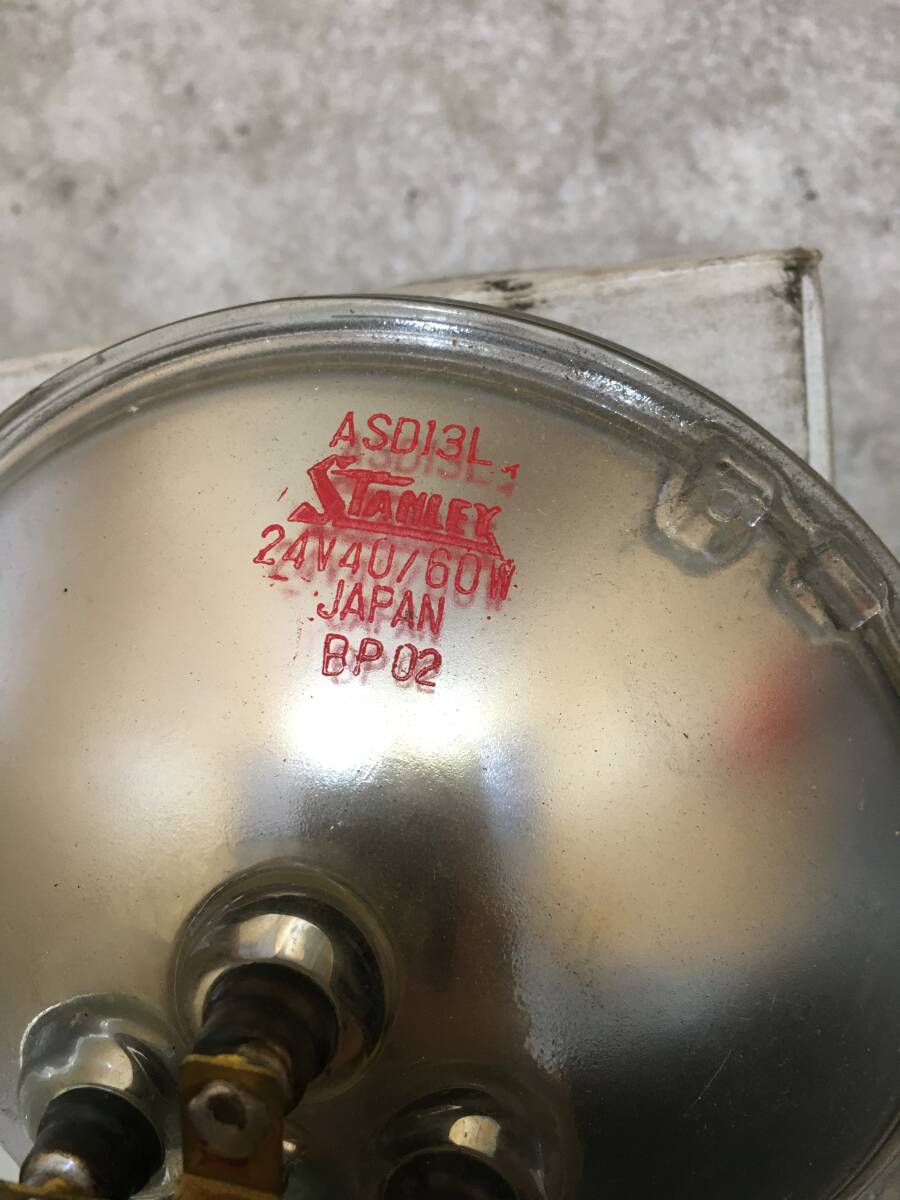 ASD13L
STANLEY
24V40/60W
JAPAN
BP02